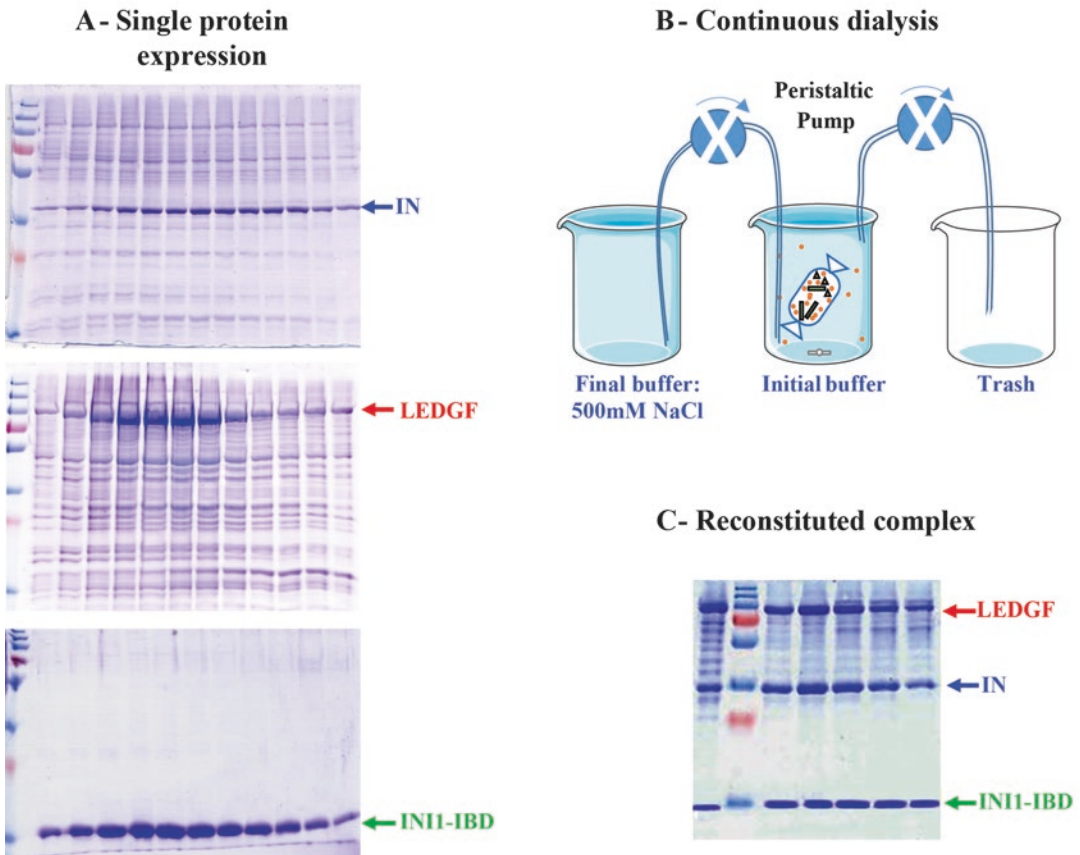 A - Single protein
expression
IN
LEDGF
INI1-IBD
B - Continuous dialysis
Peristaltic
Pump
Final buffer:
500mM NaCl
Initial buffer
Trash
C- Reconstituted complex
LEDGF
IN
INI1-IBD